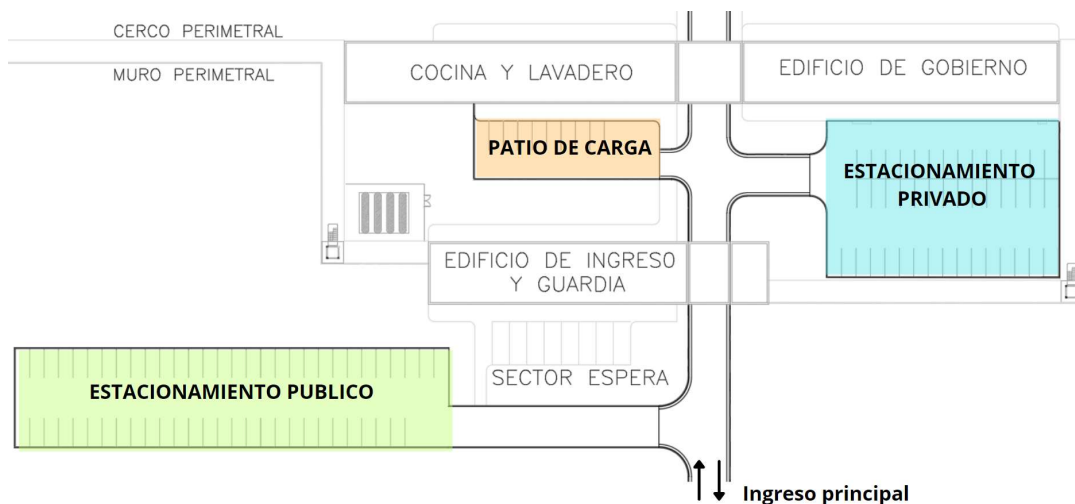 CERCO PERIMETRAL
MURO PERIMETRAL
COCINA Y LAVADERO
EDIFICIO DE GOBIERNO
PATIO DE CARGA
ESTACIONAMIENTO
PRIVADO
EDIFICIO DE INGRESO
Y GUARDIA
SECTOR ESPERA
ESTACIONAMIENTO PUBLICO
Ingreso principal